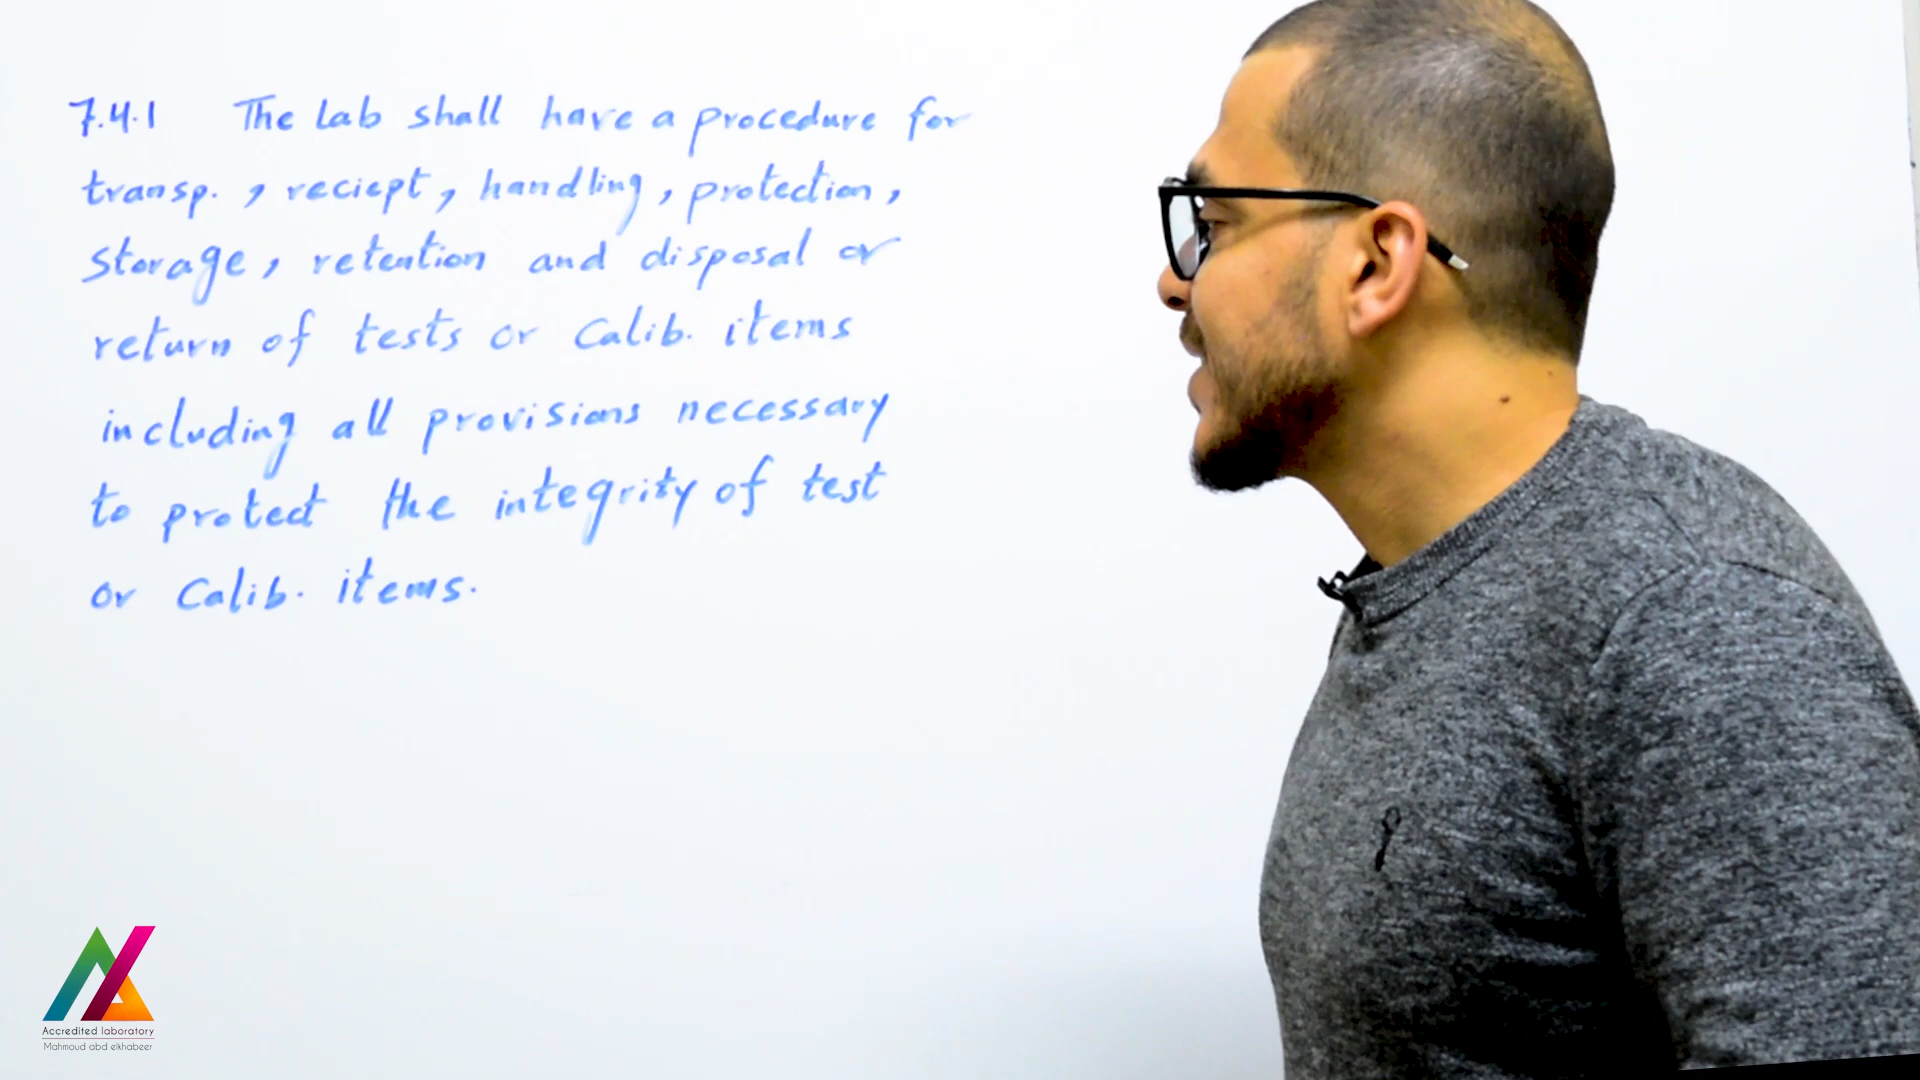 7.4.1 The Lab shall have a procedure for
transp. , reciept, handling, protection,
storage, retention and disposal or
return of tests or Calib. items
including all provisions necessary
to protect the integrity of test
or Calib. items.
Accredited laboratory
Mahmoud abd elkhabeer